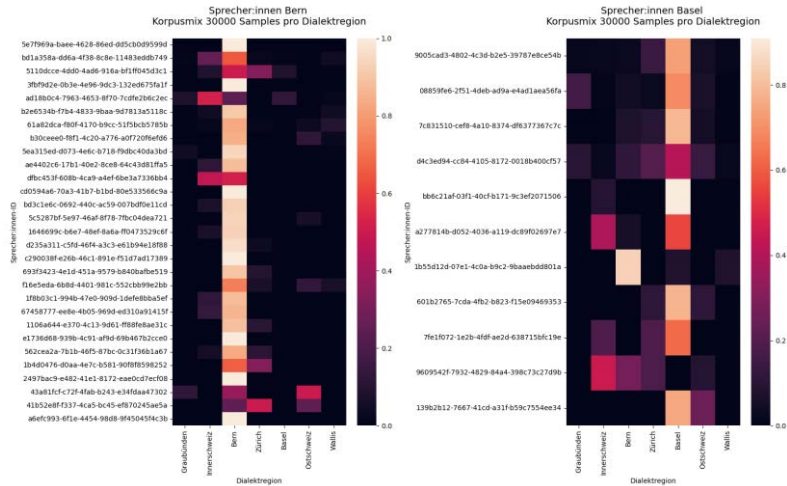 Sprecher:innen Bern
Korpusmix 30000 Samples pro Dialektregion
Sprecher:innen-ID
5e7f969a-baee-4628-86ed-dd5cb0d9599d
bd1a358a-dd6a-4f38-8c8e-11483eddb749
5110dcce-4dd0-4ad6-916a-bf1ff045d3c1
3fbf9d2e-0b3e-4e96-9dc3-132ed675fa1f
ad18b0c4-7963-4653-8f70-7cdfe2b6c2ec
b2e6534b-f7b4-4833-9baa-9d7813a5118c
61a82dca-f80f-4170-b9cc-51f5bcb5785b
b30ceee0-f8f1-4c20-a776-a0f720f6efd6
5ea315ed-d073-4e6c-b718-f9dbc40da3bd
ae4402c6-17b1-40e2-8ce8-64c43d81ffa5
dfbc453f-608b-4ca9-a4ef-6be3a7336bb4
cd0594a6-70a3-41b7-b1bd-80e533566c9a
bd3c1e6c-0692-440c-ac59-007bdf0e11cd
5c5287bf-5e97-46af-8f78-7fbc04dea721
1646699c-b6e7-48ef-8a6a-ff0473529c6f
d235a311-c5fd-46f4-a3c3-e61b94e18f88
c290038f-e26b-46c1-891e-f51d7ad17389
693f3423-4e1d-451a-9579-b840bafbe519
f16e5eda-6b8d-4401-981c-552cbb99e2bb
1f8b03c1-994b-47e0-909d-1defe8bba5ef
67458777-ee8e-4b05-969d-ed310a91415f
1106a644-e370-4c13-9d61-ff88fe8ae31c
e1736d68-939b-4c91-af9d-69b467b2cce0
562cea2a-7b1b-46f5-87bc-0c31f36b1a67
1b4d0476-d0aa-4e7c-b581-90f8f8598252
2497bac9-e482-41e1-8172-eae0cd7ecf08
43a81fcf-c72f-4fab-b243-e34fdaa47302
41b52e8f-f337-4ca5-bc45-ef870245ae5a
a6efc993-6f1e-4454-98d8-9f45045f4c3b
Graubünden
Innerschweiz
Bern
Zürich
Basel
Ostschweiz
Wallis
Dialektregion
1.0
0.8
0.6
0.4
0.2
0.0
Sprecher:innen Basel
Korpusmix 30000 Samples pro Dialektregion
Sprecher:innen-ID
9005cad3-4802-4c3d-b2e5-39787e8ce54b
08859fe6-2f51-4deb-ad9a-e4ad1aea56fa
7c831510-cef8-4a10-8374-df6377367c7c
d4c3ed94-cc84-4105-8172-0018b400cf57
bb6c21af-03f1-40cf-b171-9c3ef2071506
a277814b-d052-4036-a119-dc89f02697e7
1b55d12d-07e1-4c0a-b9c2-9baaebdd801a
601b2765-7cda-4fb2-b823-f15e09469353
7fe1f072-1e2b-4fdf-ae2d-638715bfc19e
9609542f-7932-4829-84a4-398c73c27d9b
139b2b12-7667-41cd-a31f-b59c7554ee34
Graubünden
Innerschweiz
Bern
Zürich
Basel
Ostschweiz
Wallis
Dialektregion
0.8
0.6
0.4
0.2
0.0